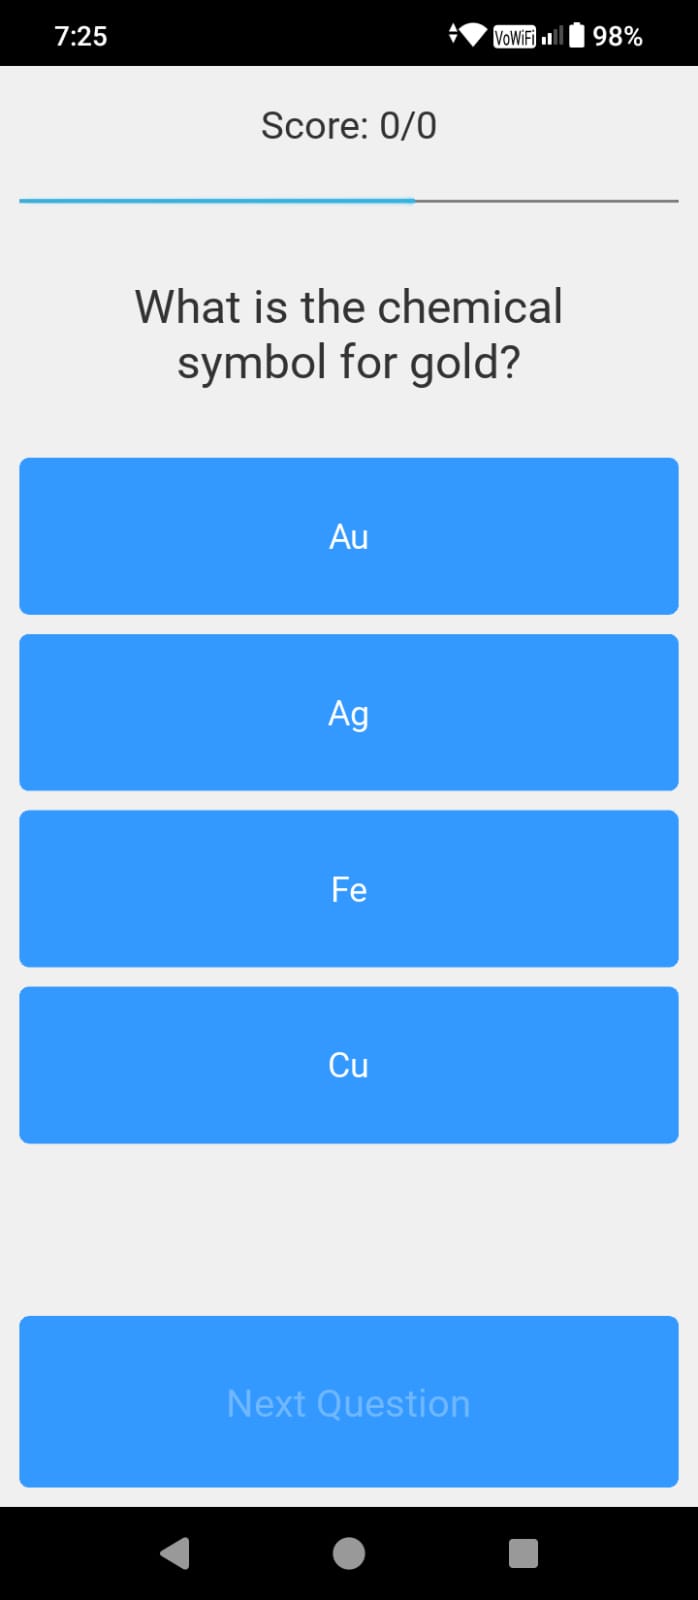 7:25 VoWiFi 98%
Score: 0/0
What is the chemical
symbol for gold?
Au
Ag
Fe
Cu
Next Question